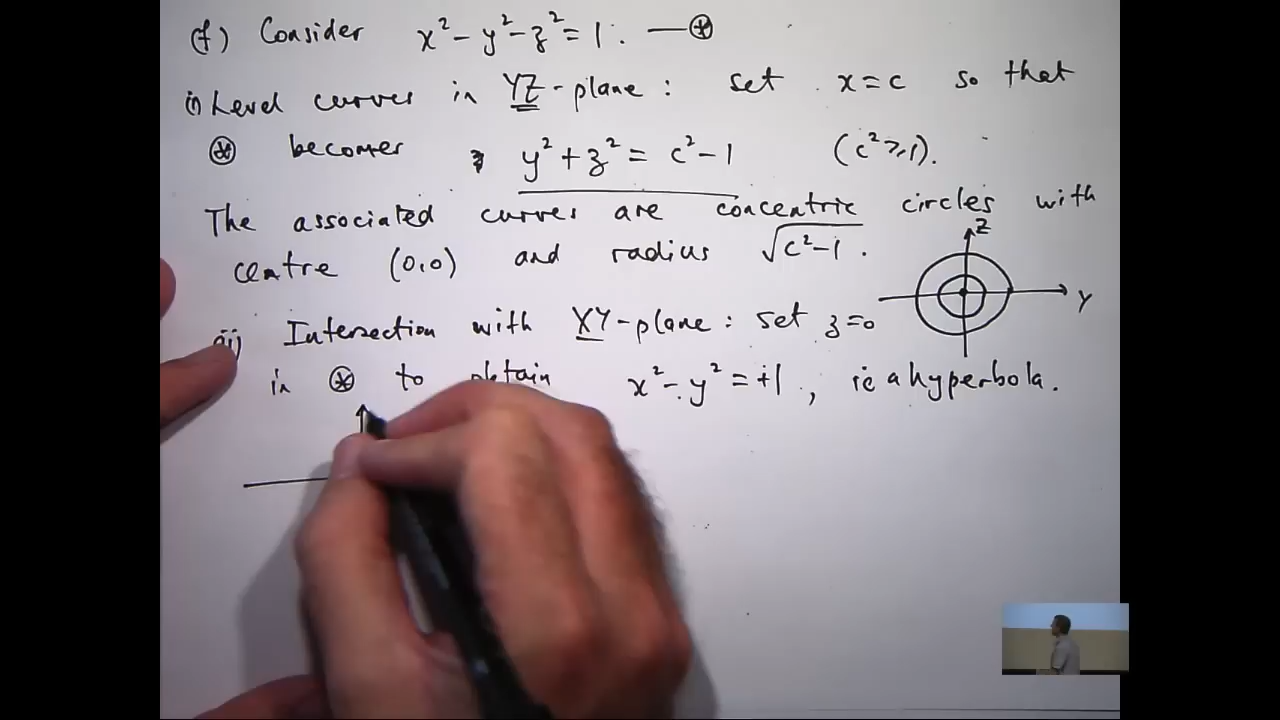 (f) Consider x² - y² - z² = 1. — ⊛
i) Level curves in YZ-plane: set x = c so that
⊛ becomes y² + z² = c² - 1 (c² ≥ 1).
The associated curves are concentric circles with
centre (0,0) and radius √(c² - 1).
Z
Y
ii) Intersection with XY-plane: set z=0
in ⊛ to obtain x² - y² = +1, ie a hyperbola.